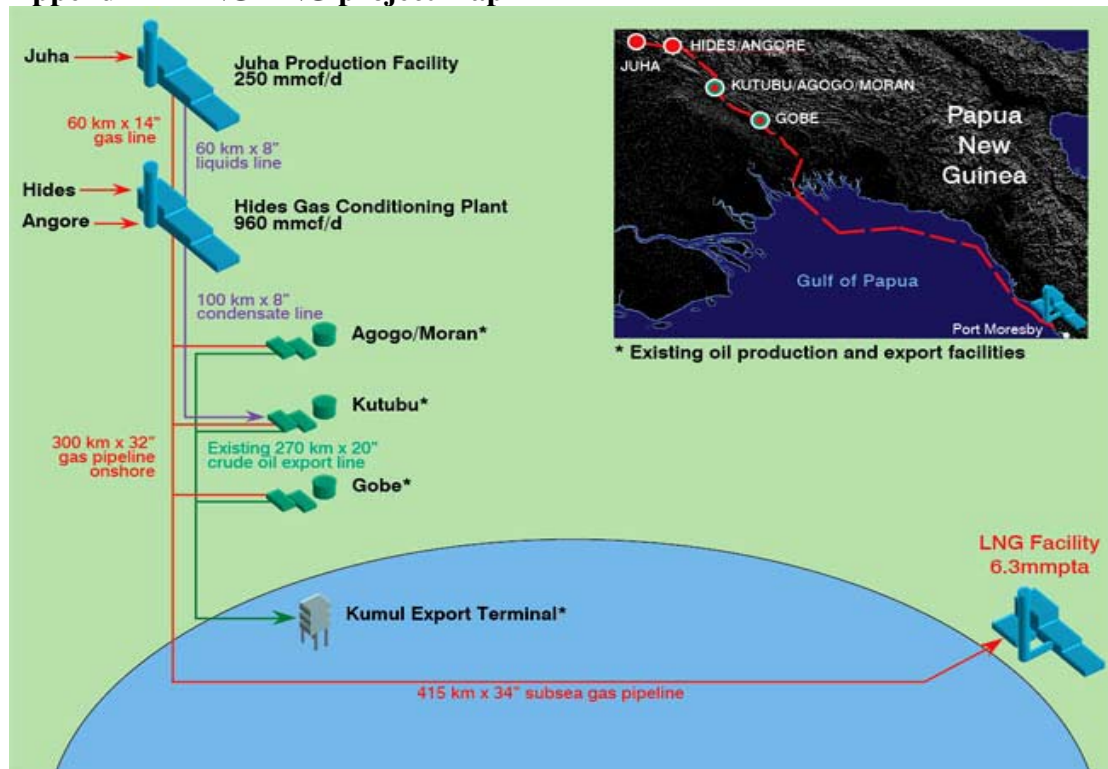 Juha
Juha Production Facility
250 mmcf/d
60 km x 14"
gas line
60 km x 8"
liquids line
Hides
Angore
Hides Gas Conditioning Plant
960 mmcf/d
100 km x 8"
condensate line
Agogo/Moran*
Kutubu*
300 km x 32"
gas pipeline
onshore
Existing 270 km x 20"
crude oil export line
Gobe*
Kumul Export Terminal*
415 km x 34" subsea gas pipeline
LNG Facility
6.3mmpta
HIDES/ANGORE
JUHA
KUTUBU/AGOGO/MORAN
GOBE
Papua
New
Guinea
Gulf of Papua
Port Moresby
* Existing oil production and export facilities